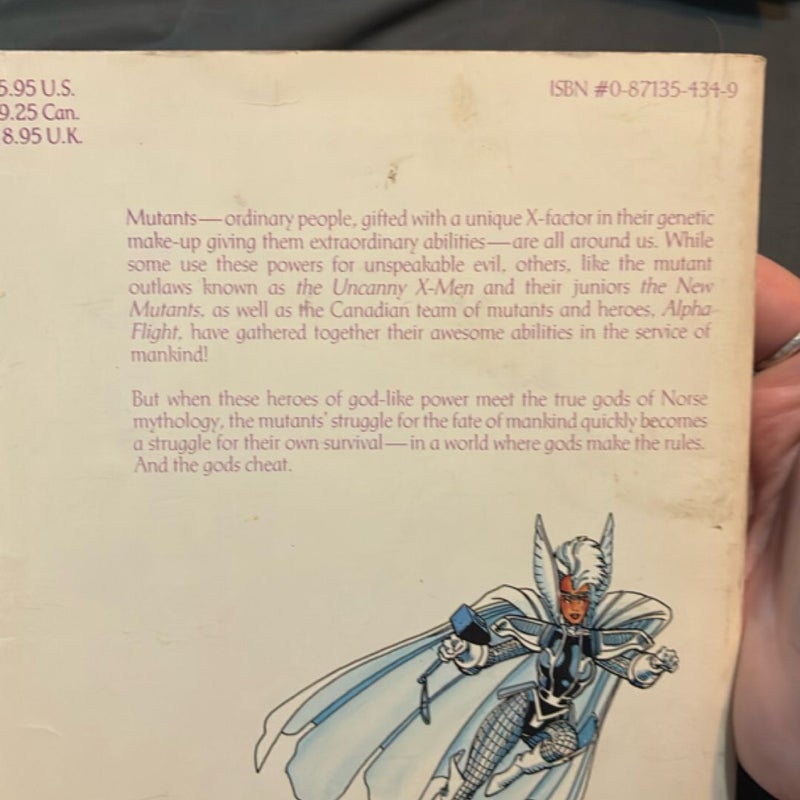 5.95 U.S.
9.25 Can.
8.95 U.K.
ISBN #0-87135-434-9
Mutants—ordinary people, gifted with a unique X-factor in their genetic
make-up giving them extraordinary abilities—are all around us. While
some use these powers for unspeakable evil, others, like the mutant
outlaws known as the Uncanny X-Men and their juniors the New
Mutants, as well as the Canadian team of mutants and heroes, Alpha
Flight, have gathered together their awesome abilities in the service of
mankind!
But when these heroes of god-like power meet the true gods of Norse
mythology, the mutants' struggle for the fate of mankind quickly becomes
a struggle for their own survival—in a world where gods make the rules.
And the gods cheat.